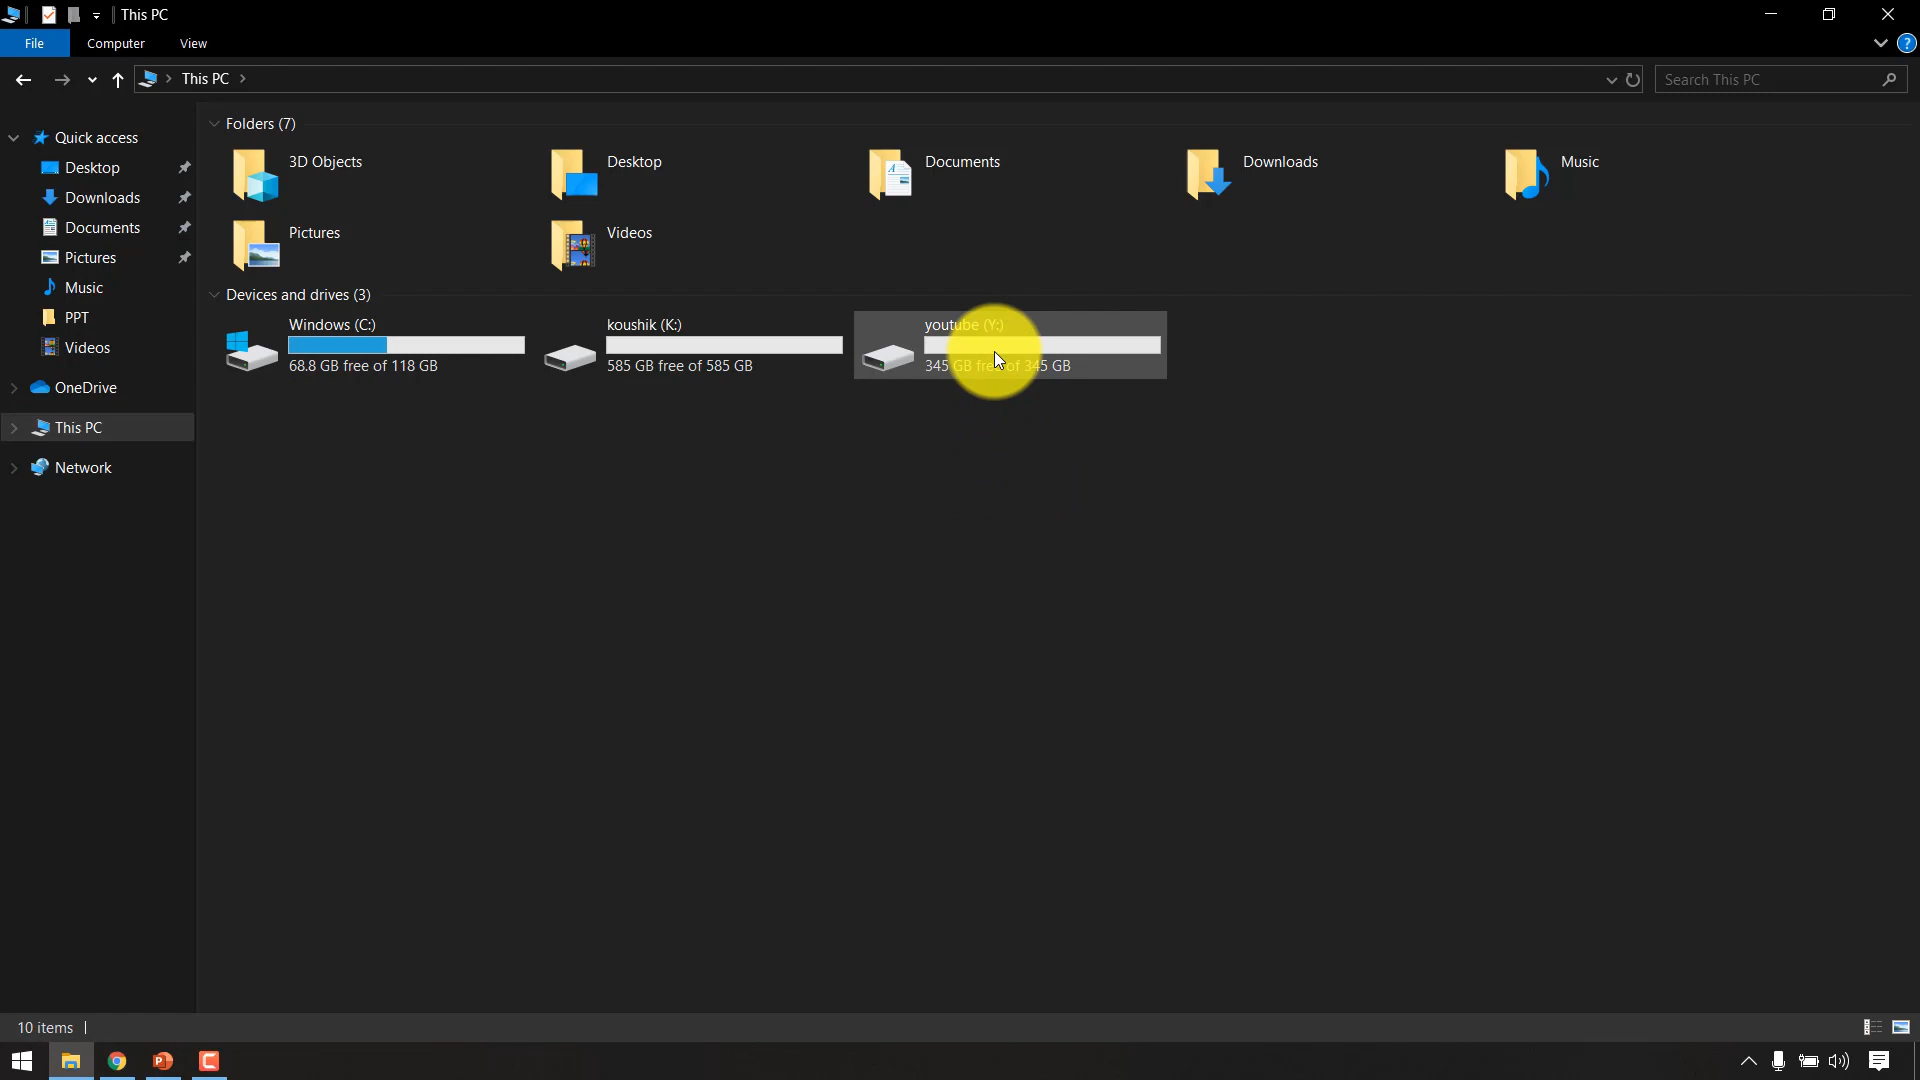 This PC
File Computer View
This PC
Search This PC
Folders (7)
Quick access
Desktop
Downloads
Documents
Pictures
Music
PPT
Videos
OneDrive
This PC
Network
3D Objects
Desktop
Documents
Downloads
Music
Pictures
Videos
Devices and drives (3)
Windows (C:)
68.8 GB free of 118 GB
koushik (K:)
585 GB free of 585 GB
youtube (Y:)
345 GB free of 345 GB
10 items